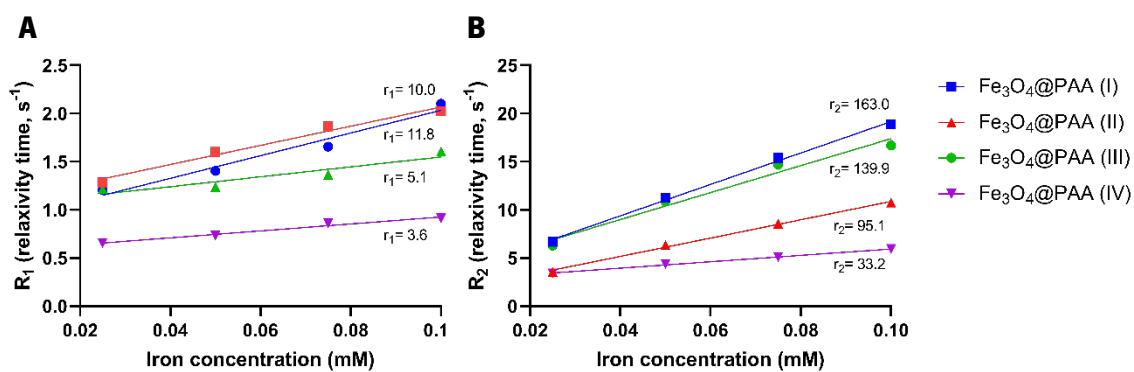 A
B
2.5
2.0
1.5
1.0
0.5
0.0
0.02
0.04
0.06
0.08
0.1
R₁ (relaxivity time, s⁻¹)
Iron concentration (mM)
r₁= 10.0
r₁= 11.8
r₁= 5.1
r₁= 3.6
25
20
15
10
5
0
0.02
0.04
0.06
0.08
0.10
R₂ (relaxivity time, s⁻¹)
Iron concentration (mM)
r₂= 163.0
r₂= 139.9
r₂= 95.1
r₂= 33.2
Fe₃O₄@PAA (I)
Fe₃O₄@PAA (II)
Fe₃O₄@PAA (III)
Fe₃O₄@PAA (IV)